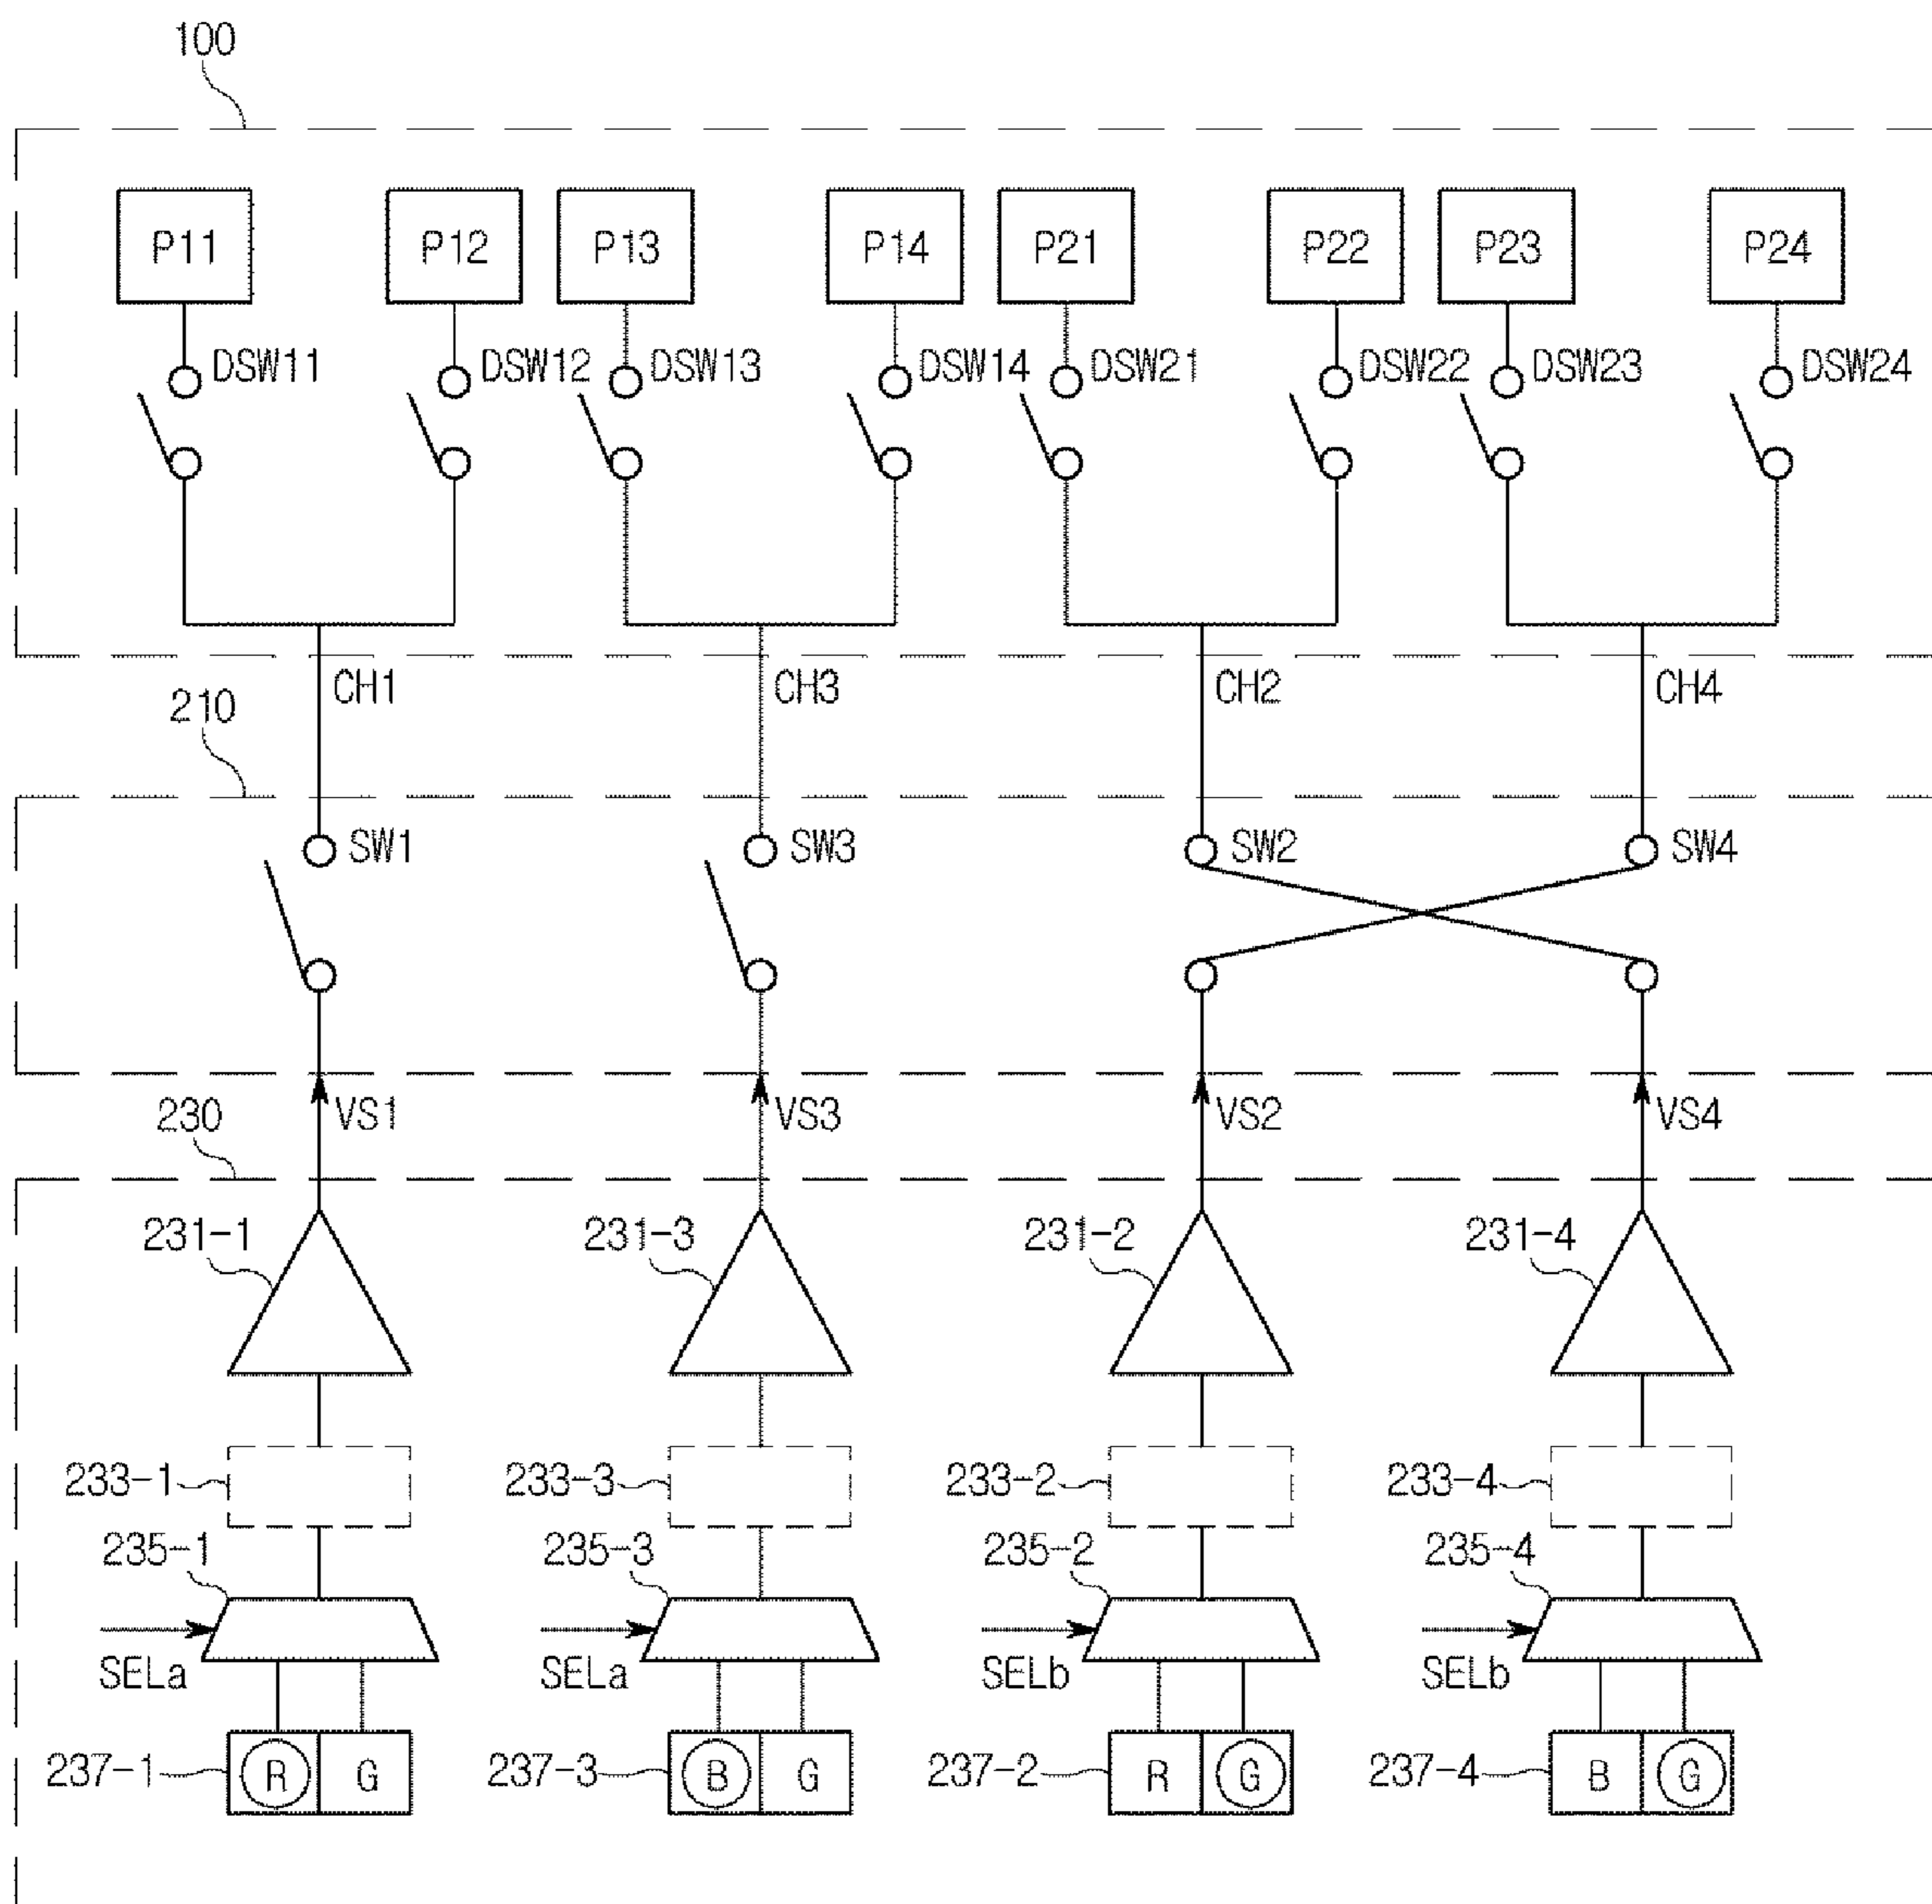 100
P11 P12 P13 P14 P21 P22 P23 P24
DSW11 DSW12 DSW13 DSW14 DSW21 DSW22 DSW23 DSW24
CH1 CH3 CH2 CH4
210
SW1 SW3 SW2 SW4
VS1 VS3 VS2 VS4
230
231-1 231-3 231-2 231-4
233-1 233-3 233-2 233-4
235-1 235-3 235-2 235-4
SELa SELa SELb SELb
237-1 R G 237-3 B G 237-2 R G 237-4 B G